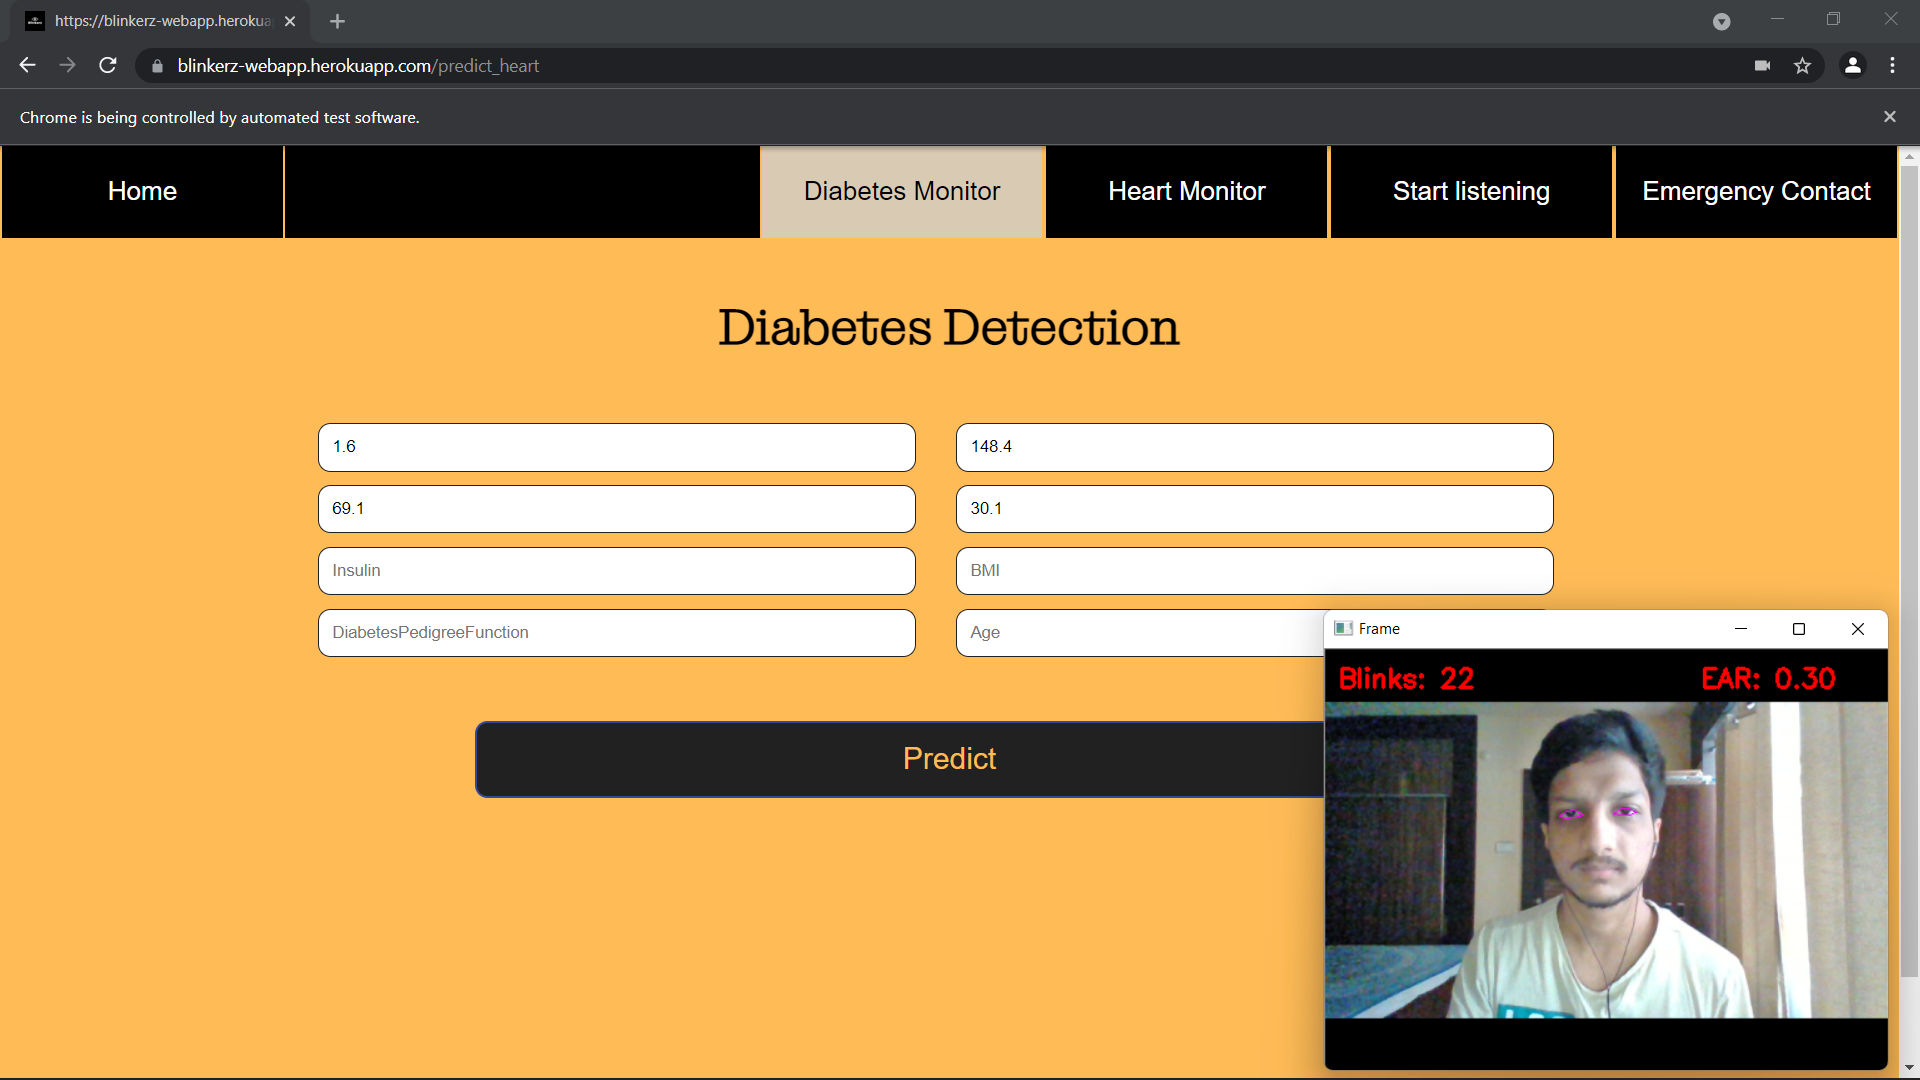 https://blinkerz-webapp.heroku
blinkerz-webapp.herokuapp.com/predict_heart
Chrome is being controlled by automated test software.
Home
Diabetes Monitor
Heart Monitor
Start listening
Emergency Contact
Diabetes Detection
1.6
148.4
69.1
30.1
Insulin
BMI
DiabetesPedigreeFunction
Age
Predict
Frame
Blinks: 22
EAR: 0.30